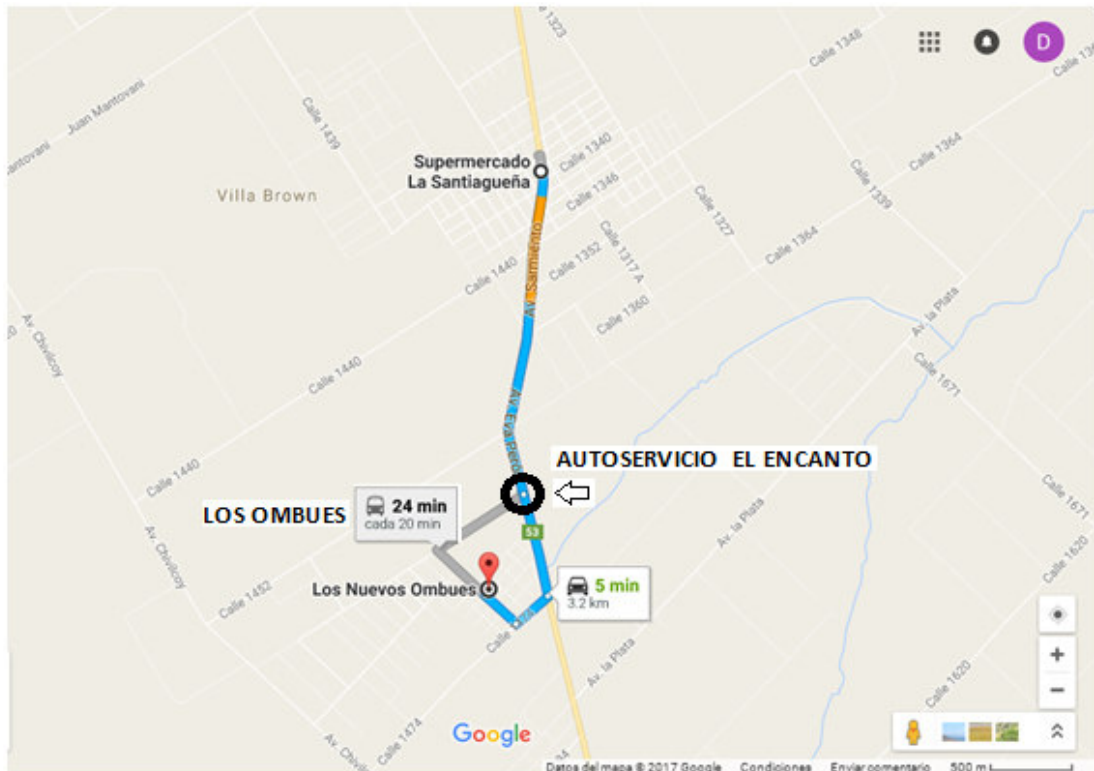 Calle 1323
Calle 1348
D
Juan Mantovani
Mantovani
Calle 1439
Calle 1340
Calle 1364
Supermercado
La Santiagueña
Calle 1346
Calle 1339
Villa Brown
Calle 1327
Av. Sarmiento
Calle 1352
Calle 1317 A
Calle 1364
Calle 1440
Av. la Plata
Calle 1360
Av. Chivilcoy
Calle 1440
Calle 1671
Av. Eva Peró
AUTOSERVICIO EL ENCANTO
Calle 1440
LOS OMBUES
24 min
cada 20 min
53
Calle 1671
Av. la Plata
Av. Chivilcoy
Calle 1620
Los Nuevos Ombues
5 min
3.2 km
Calle 1452
Calle
Av. la Plata
Calle 1620
Calle 1474
Google
Datos del mapa © 2017 Google Condiciones Enviar comentario 500 m